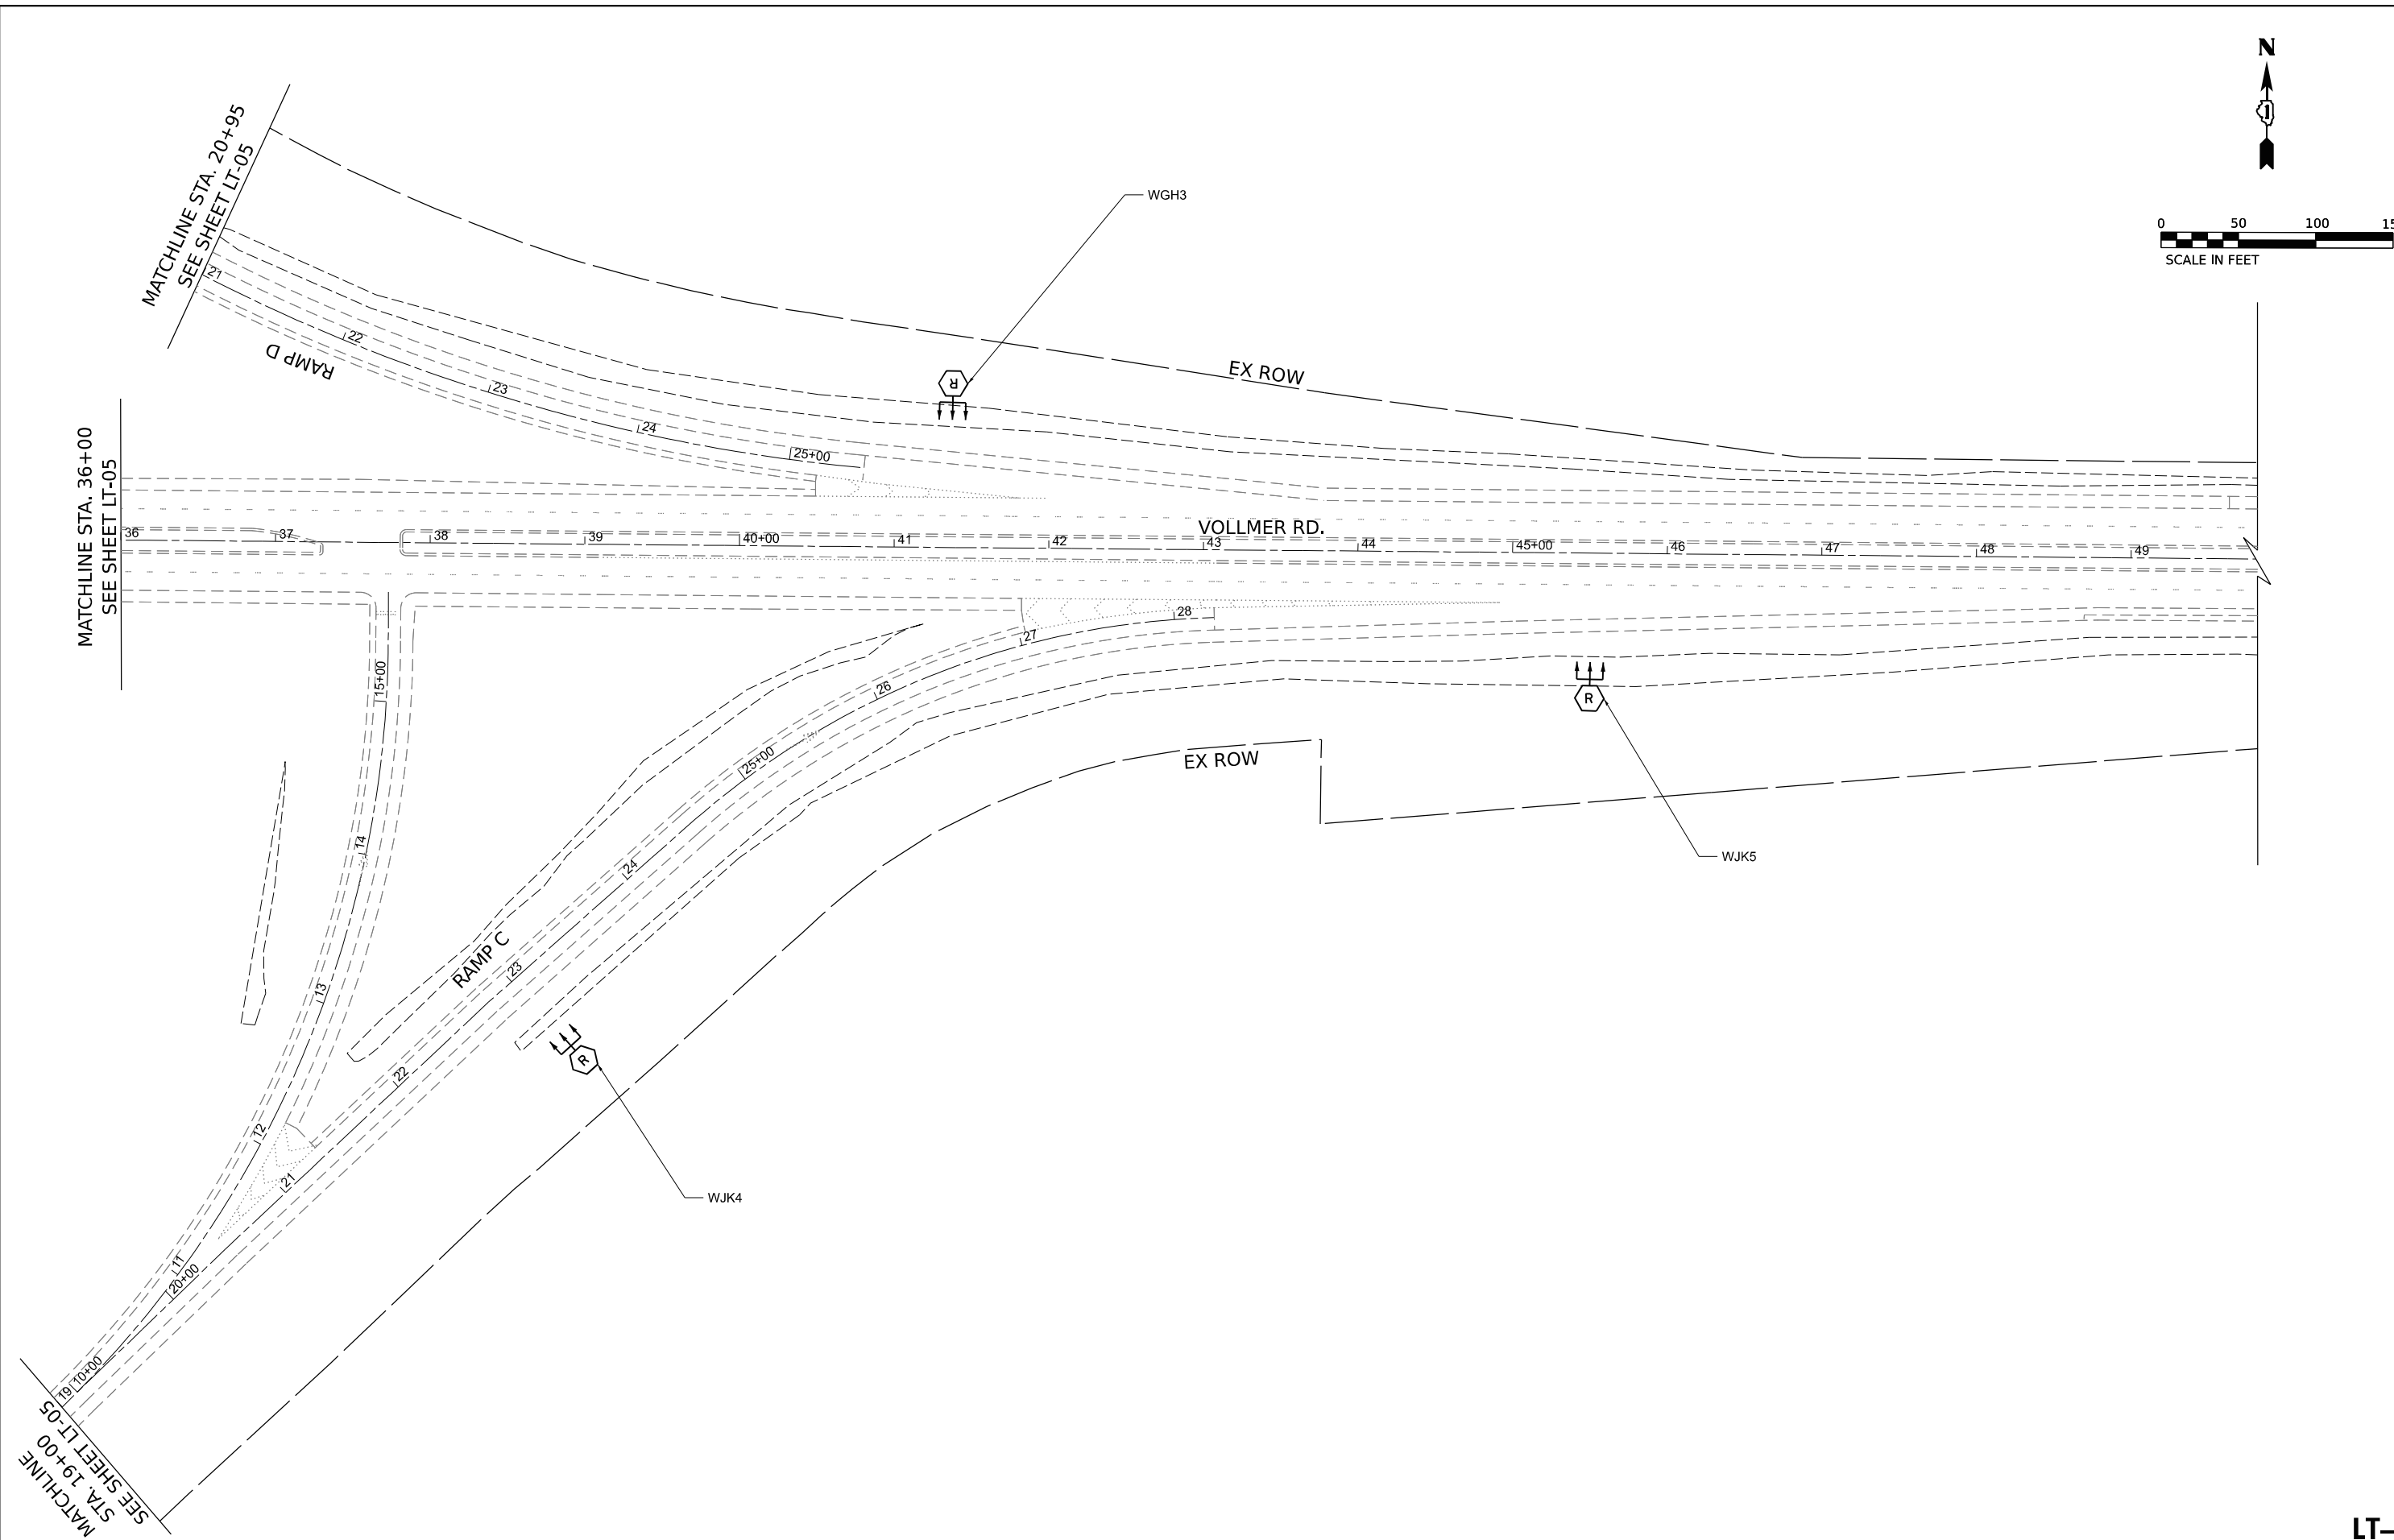 N
0 50 100
SCALE IN FEET
MATCHLINE STA. 20+95
SEE SHEET LT-05
WGH3
R
EX ROW
21
22
23
24
25+00
RAMP D
MATCHLINE STA. 36+00
SEE SHEET LT-05
VOLLMER RD.
36 37 38 39 40+00 41 42 43 44 45+00 46 47 48 49
28
27
26
25+00
24
23
22
21
20+00
19
RAMP C
15+00
14
13
12
11
10+00
R
WJK5
EX ROW
R
WJK4
MATCHLINE
STA. 19+00
SEE SHEET LT-05